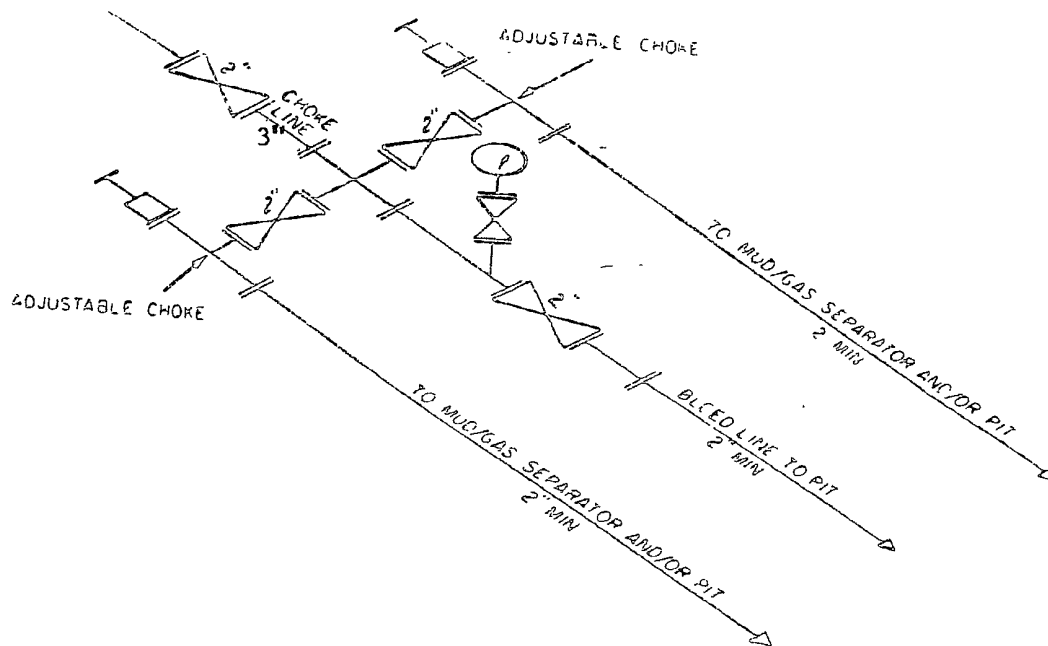 ADJUSTABLE CHOKE
2"
CHOKE
LINE
3"
2"
P
2"
ADJUSTABLE CHOKE
2"
TO MUD/GAS SEPARATOR AND/OR PIT
2 MIN
BLEED LINE TO PIT
2" MIN
TO MUD/GAS SEPARATOR AND/OR PIT
2" MIN